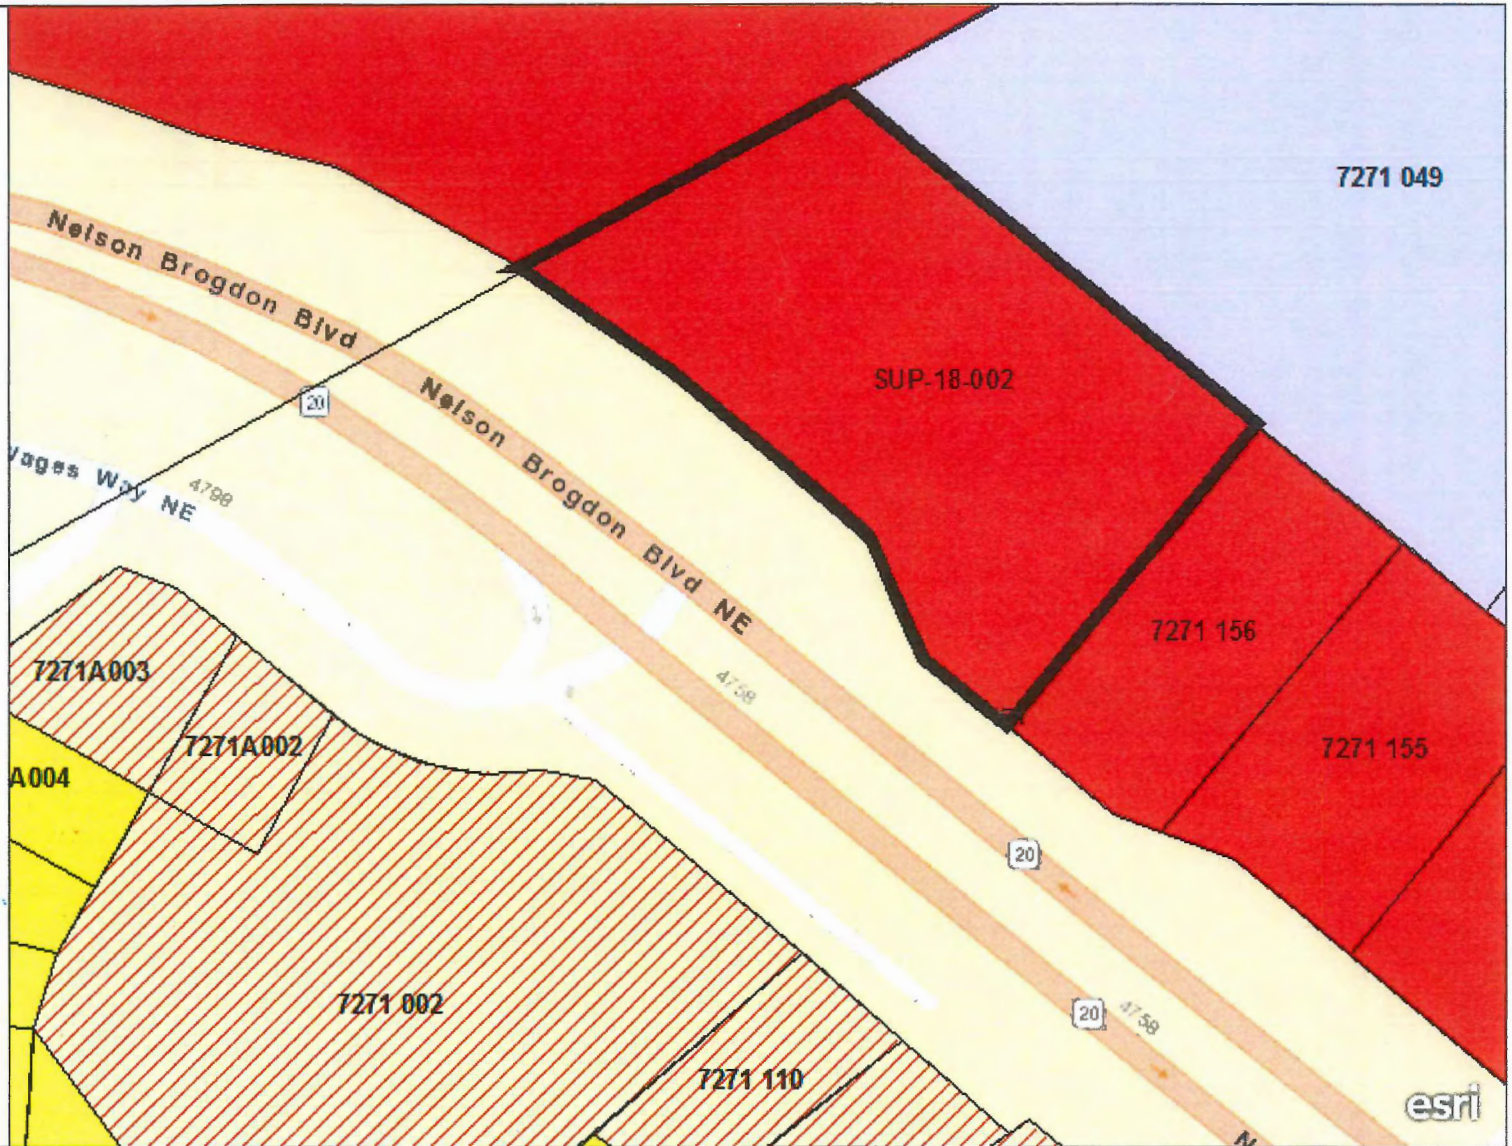 7271 049
Nelson Brogdon Blvd
SUP-18-002
20
Nelson Brogdon Blvd NE
Way NE
4798
7271 156
7271A003
4758
7271A002
7271 155
A004
20
7271 002
20
4758
7271 110
esri
N